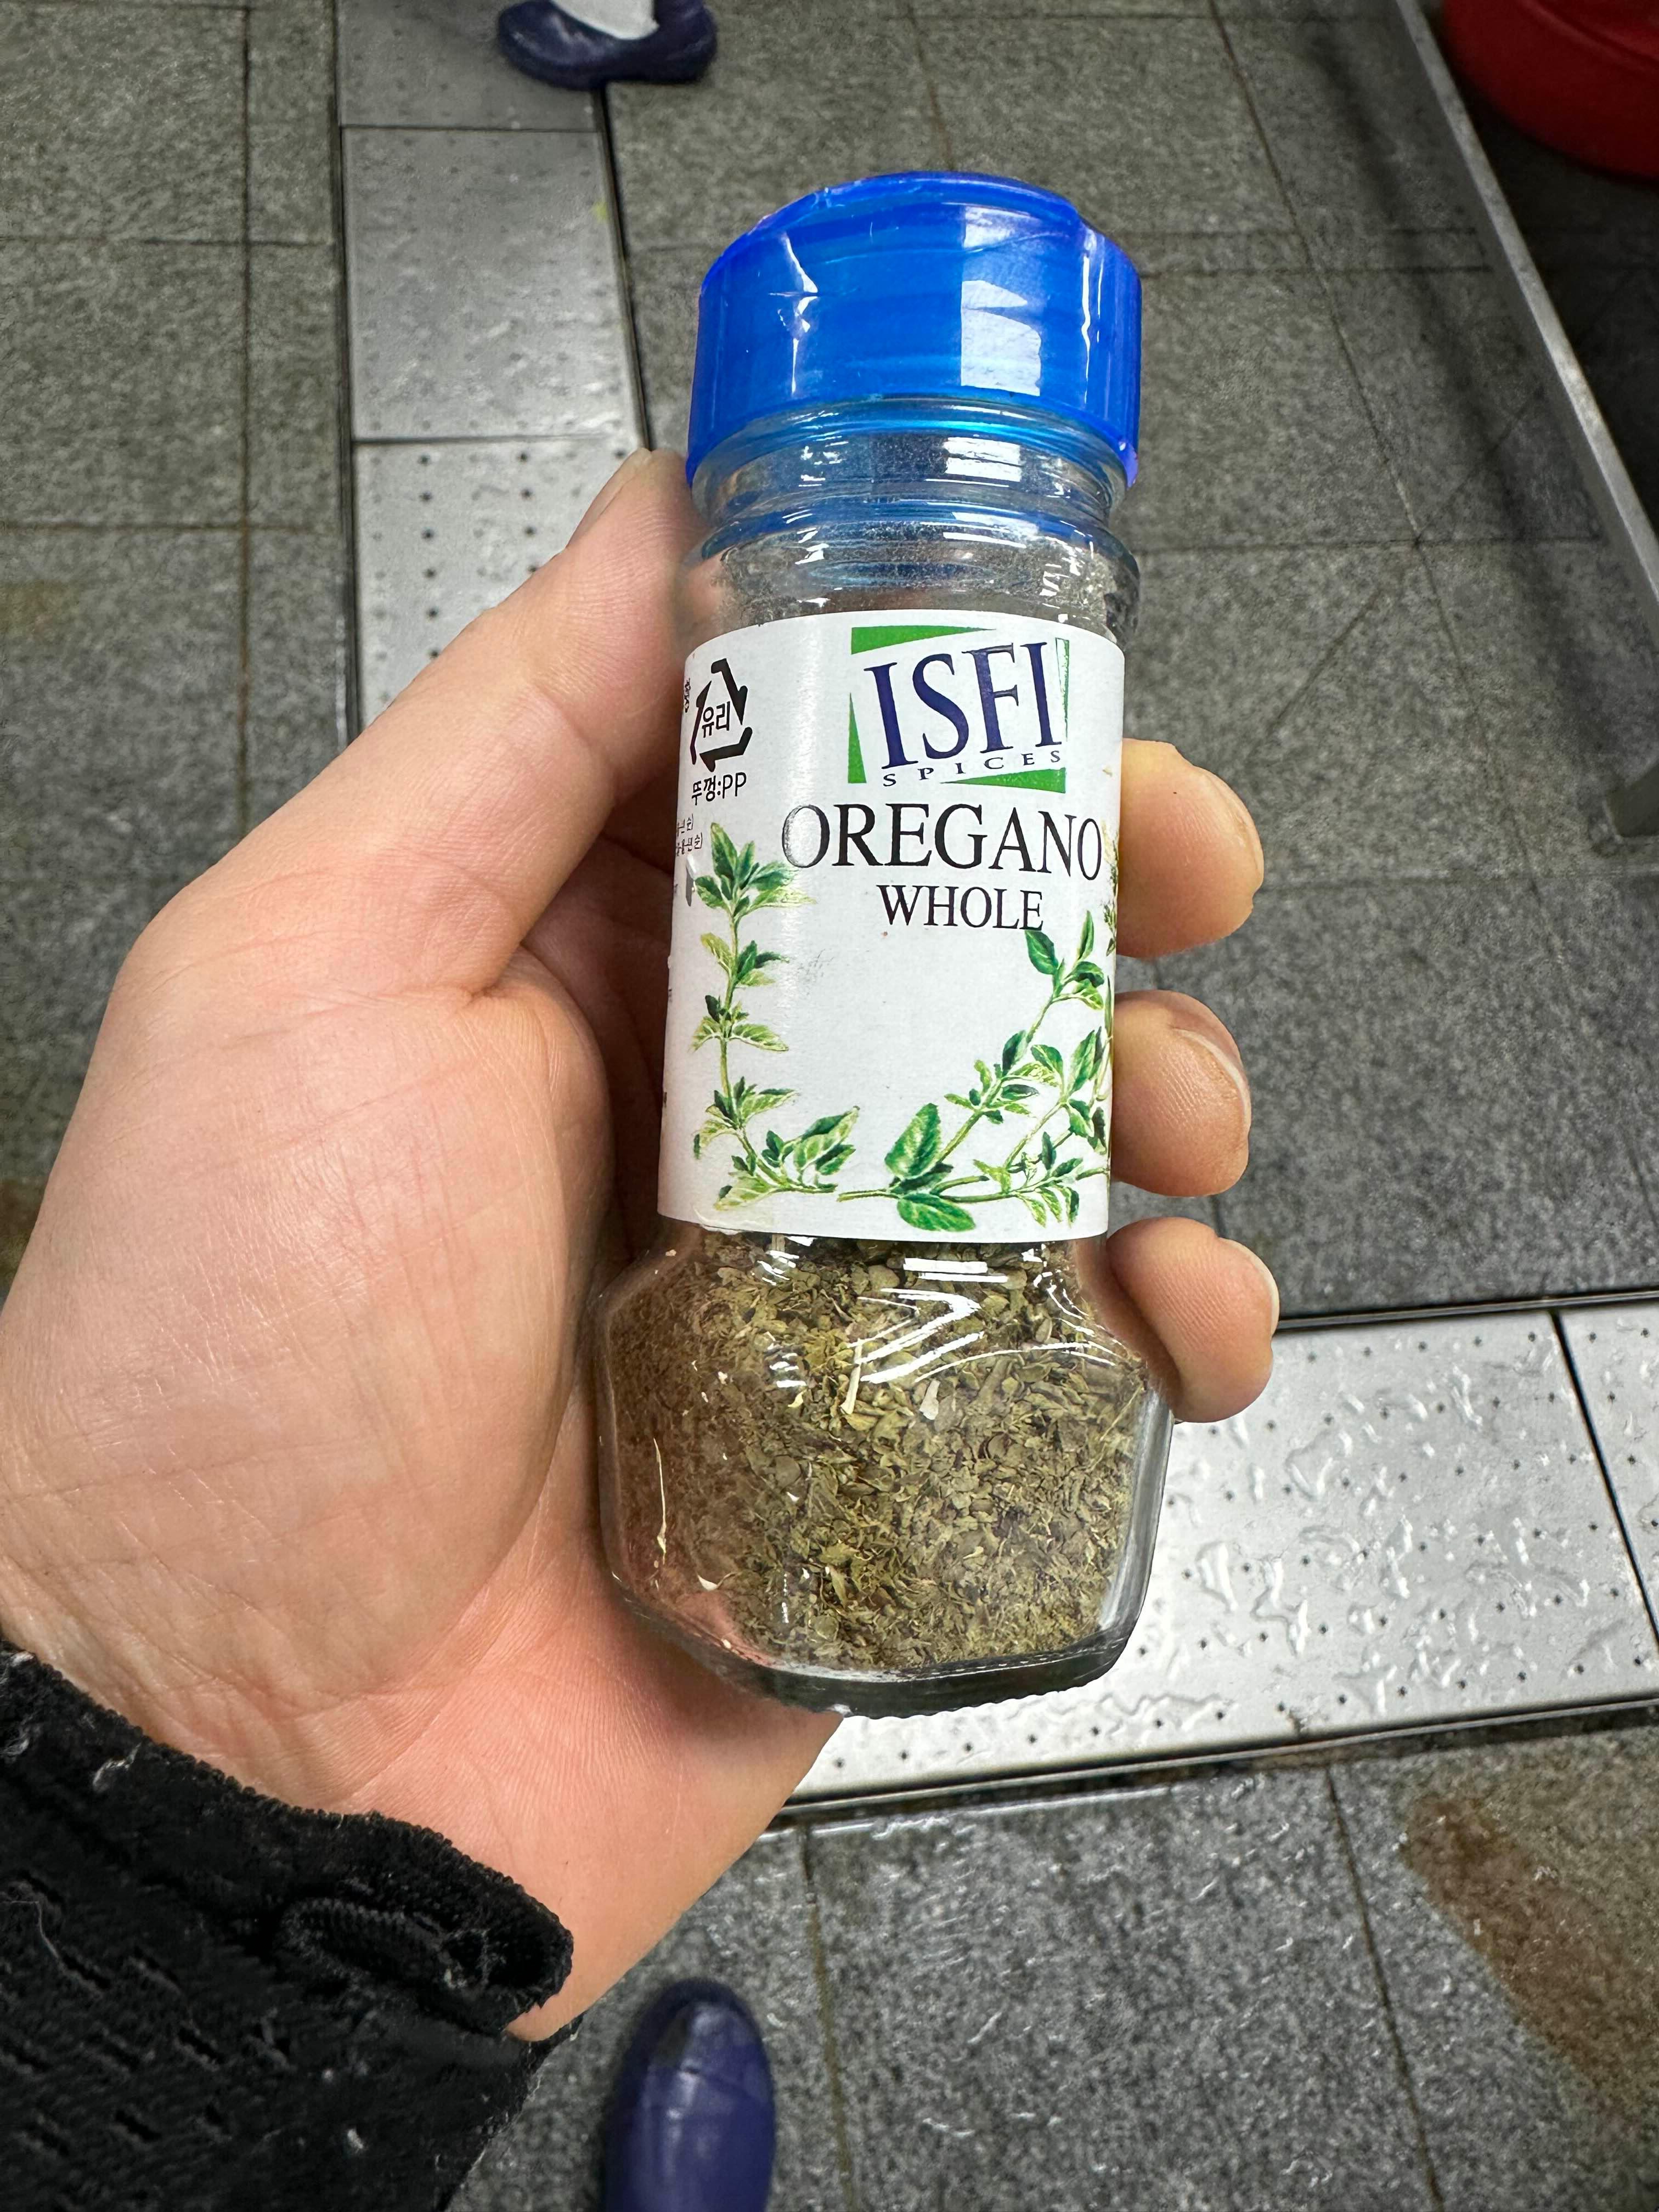 ISFI
SPICES
OREGANO
WHOLE
유리
뚜껑:PP